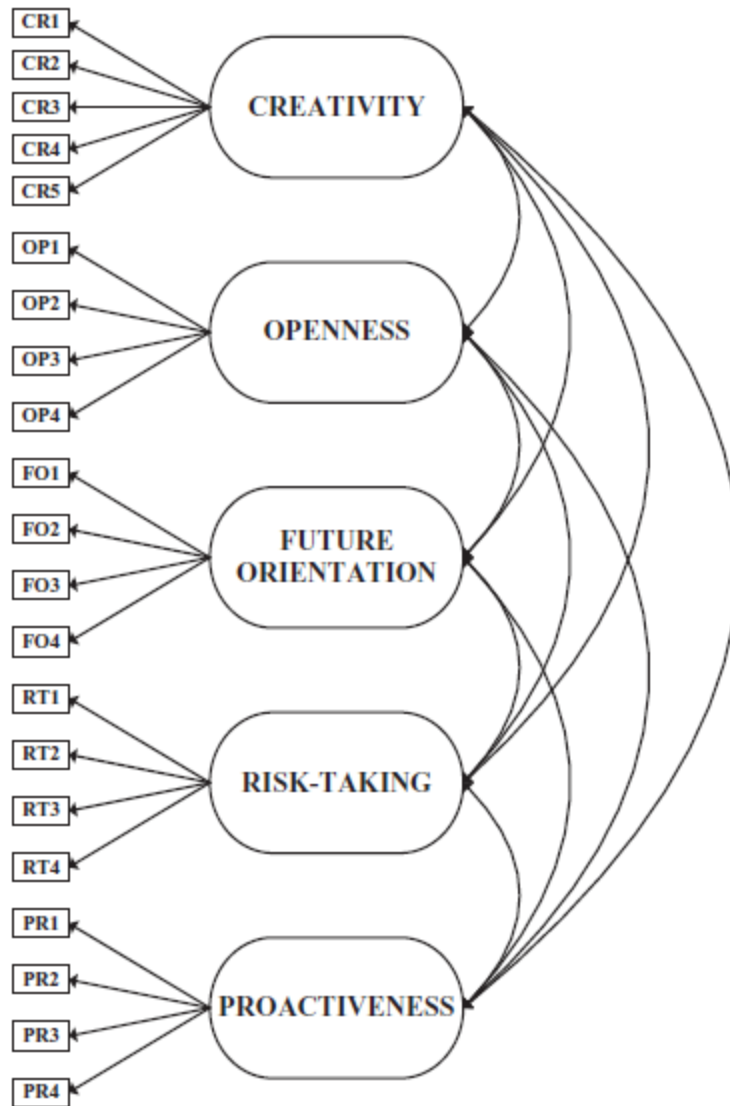 CR1
CR2
CR3
CR4
CR5
CREATIVITY
OP1
OP2
OP3
OP4
OPENNESS
FO1
FO2
FO3
FO4
FUTURE
ORIENTATION
RT1
RT2
RT3
RT4
RISK-TAKING
PR1
PR2
PR3
PR4
PROACTIVENESS